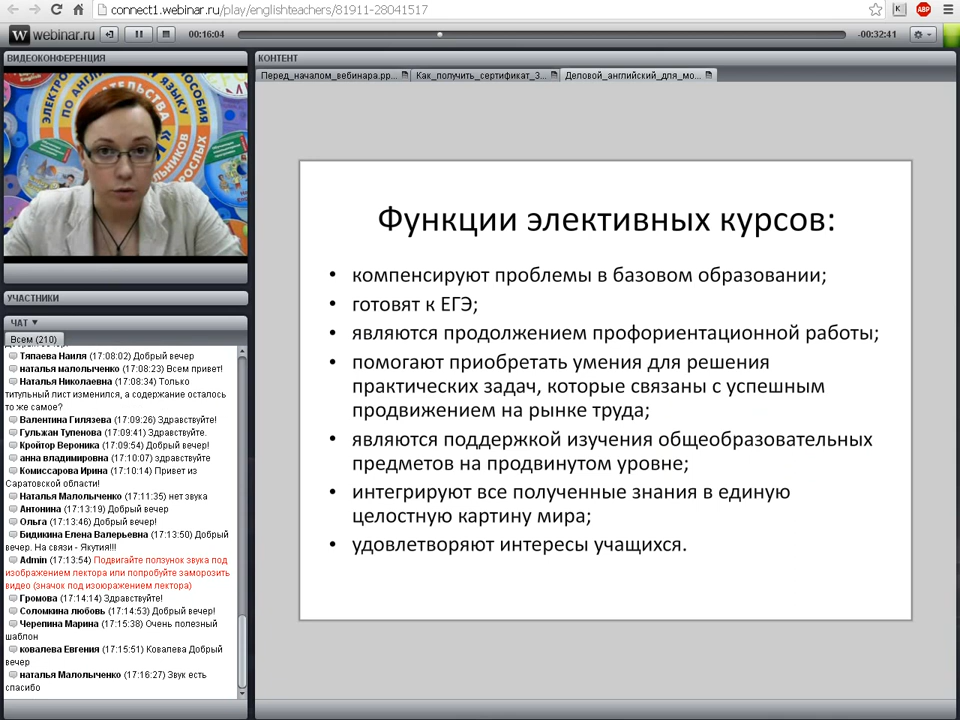 connect1.webinar.ru/play/englishteachers/81911-28041517
ABP
W webinar.ru
00:16:04
-00:32:41
ВИДЕОКОНФЕРЕНЦИЯ
КОНТЕНТ
Перед_началом_вебинара.pp...
Как_получить_сертификат_З...
Деловой_английский_для_мо...
УЧАСТНИКИ
ЧАТ
Всем (210)
Тяпаева Наиля (17:08:02) Добрый вечер
наталья малолыченко (17:08:23) Всем привет!
Наталья Николаевна (17:08:34) Только
титульный лист изменился, а содержание осталось
то же самое?
Валентина Гилязева (17:09:26) Здравствуйте!
Гульжан Тупенова (17:09:41) Здравствуйте.
Кройтор Вероника (17:09:54) Добрый вечер!
анна владимировна (17:10:07) здравствуйте
Комиссарова Ирина (17:10:14) Привет из
Саратовской области!
Наталья Малолыченко (17:11:35) нет звука
Антонина (17:13:19) Добрый вечер
Ольга (17:13:46) Добрый вечер!
Бидикина Елена Валерьевна (17:13:50) Добрый
вечер. На связи - Якутия!!!
Admin (17:13:54) Подвигайте ползунок звука под
изображением лектора или попробуйте заморозить
видео (значок под изоюражением лектора)
Громова (17:14:14) Здравствуйте!
Соломкина любовь (17:14:53) Добрый вечер!
Черепина Марина (17:15:38) Очень полезный
шаблон
ковалева Евгения (17:15:51) Ковалева Добрый
вечер
наталья Малолыченко (17:16:27) Звук есть
спасибо
Функции элективных курсов:
• компенсируют проблемы в базовом образовании;
• готовят к ЕГЭ;
• являются продолжением профориентационной работы;
• помогают приобретать умения для решения
практических задач, которые связаны с успешным
продвижением на рынке труда;
• являются поддержкой изучения общеобразовательных
предметов на продвинутом уровне;
• интегрируют все полученные знания в единую
целостную картину мира;
• удовлетворяют интересы учащихся.